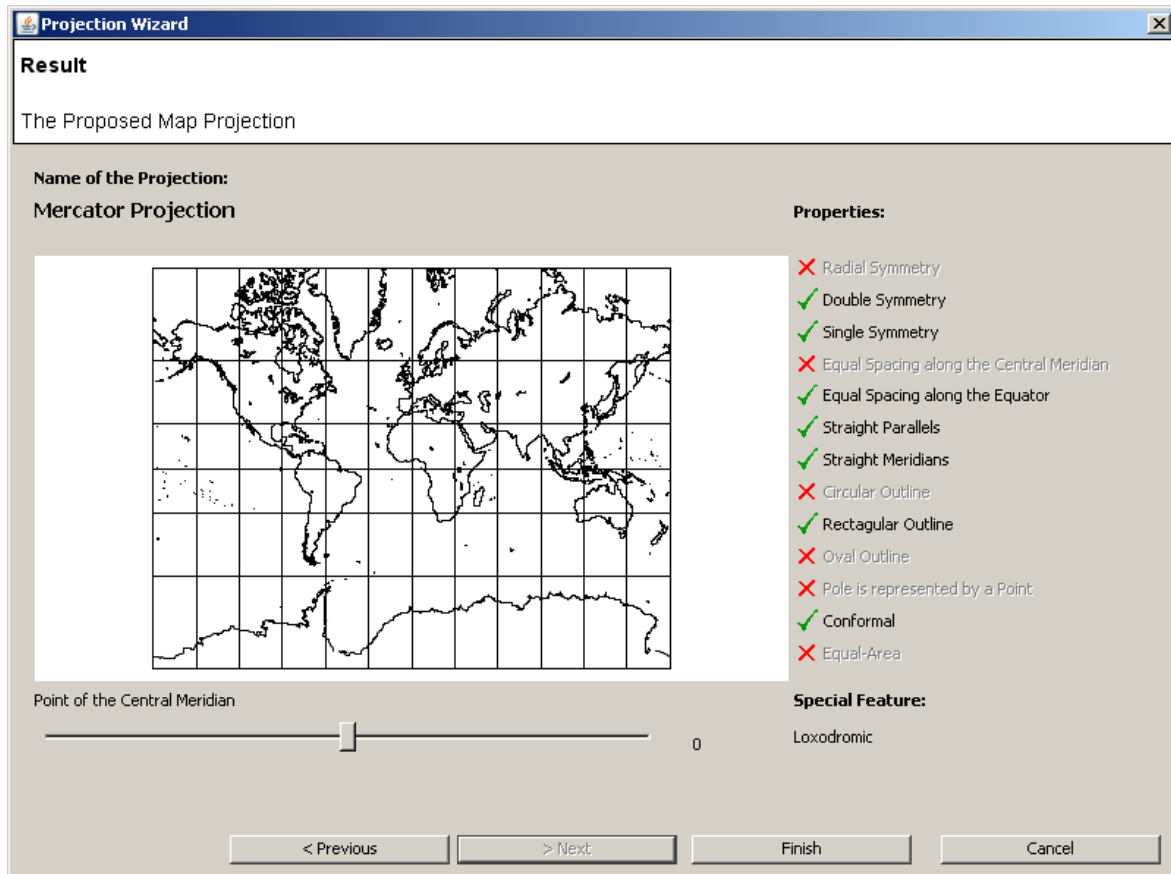 Projection Wizard
Result
The Proposed Map Projection
Name of the Projection:
Mercator Projection
Properties:
Radial Symmetry
Double Symmetry
Single Symmetry
Equal Spacing along the Central Meridian
Equal Spacing along the Equator
Straight Parallels
Straight Meridians
Circular Outline
Rectagular Outline
Oval Outline
Pole is represented by a Point
Conformal
Equal-Area
Point of the Central Meridian
0
Special Feature:
Loxodromic
< Previous
> Next
Finish
Cancel